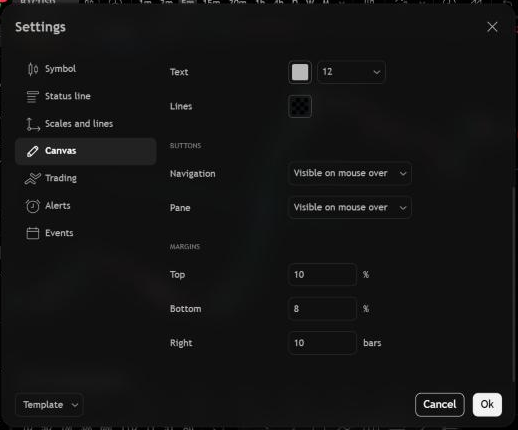 Settings
Symbol
Status line
Scales and lines
Canvas
Trading
Alerts
Events
Text 12
Lines
BUTTONS
Navigation Visible on mouse over
Pane Visible on mouse over
MARGINS
Top 10 %
Bottom 8 %
Right 10 bars
Template Cancel Ok